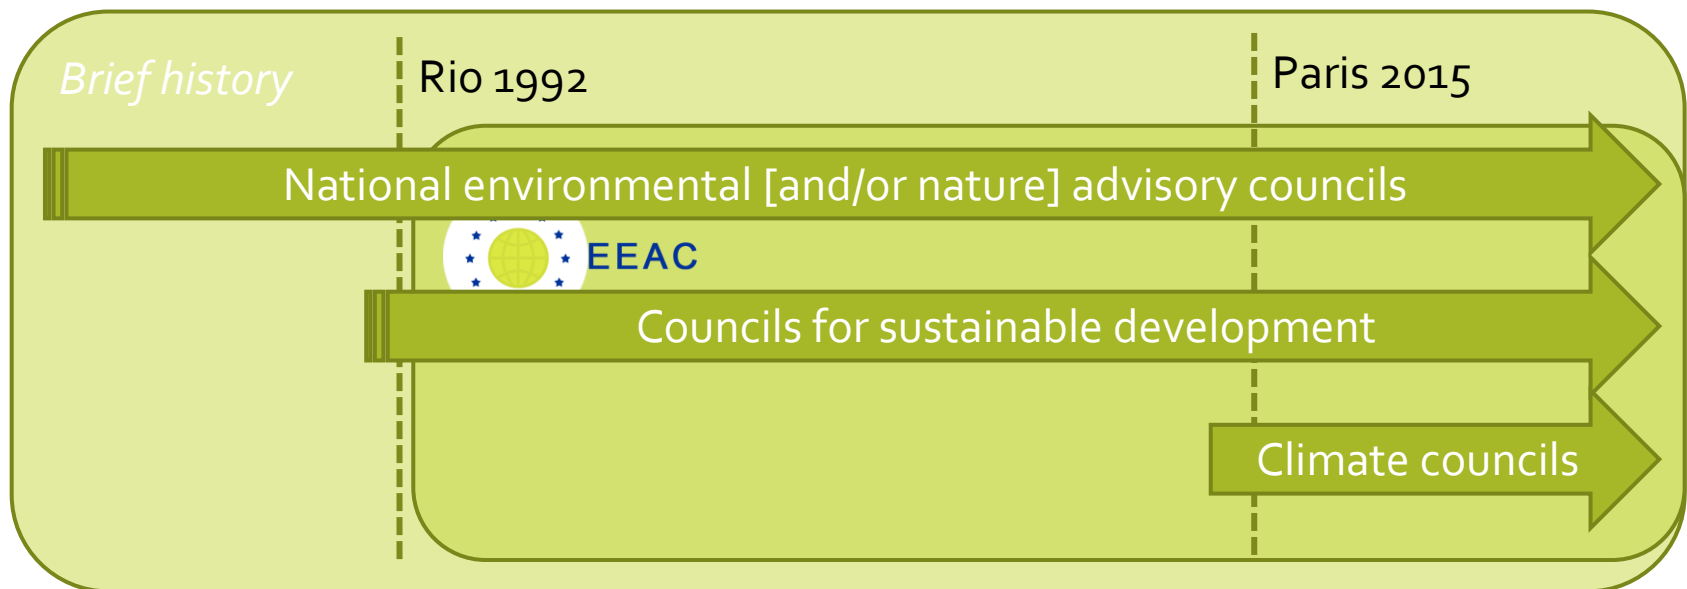 Brief history
Rio 1992
Paris 2015
National environmental [and/or nature] advisory councils
EEAC
Councils for sustainable development
Climate councils